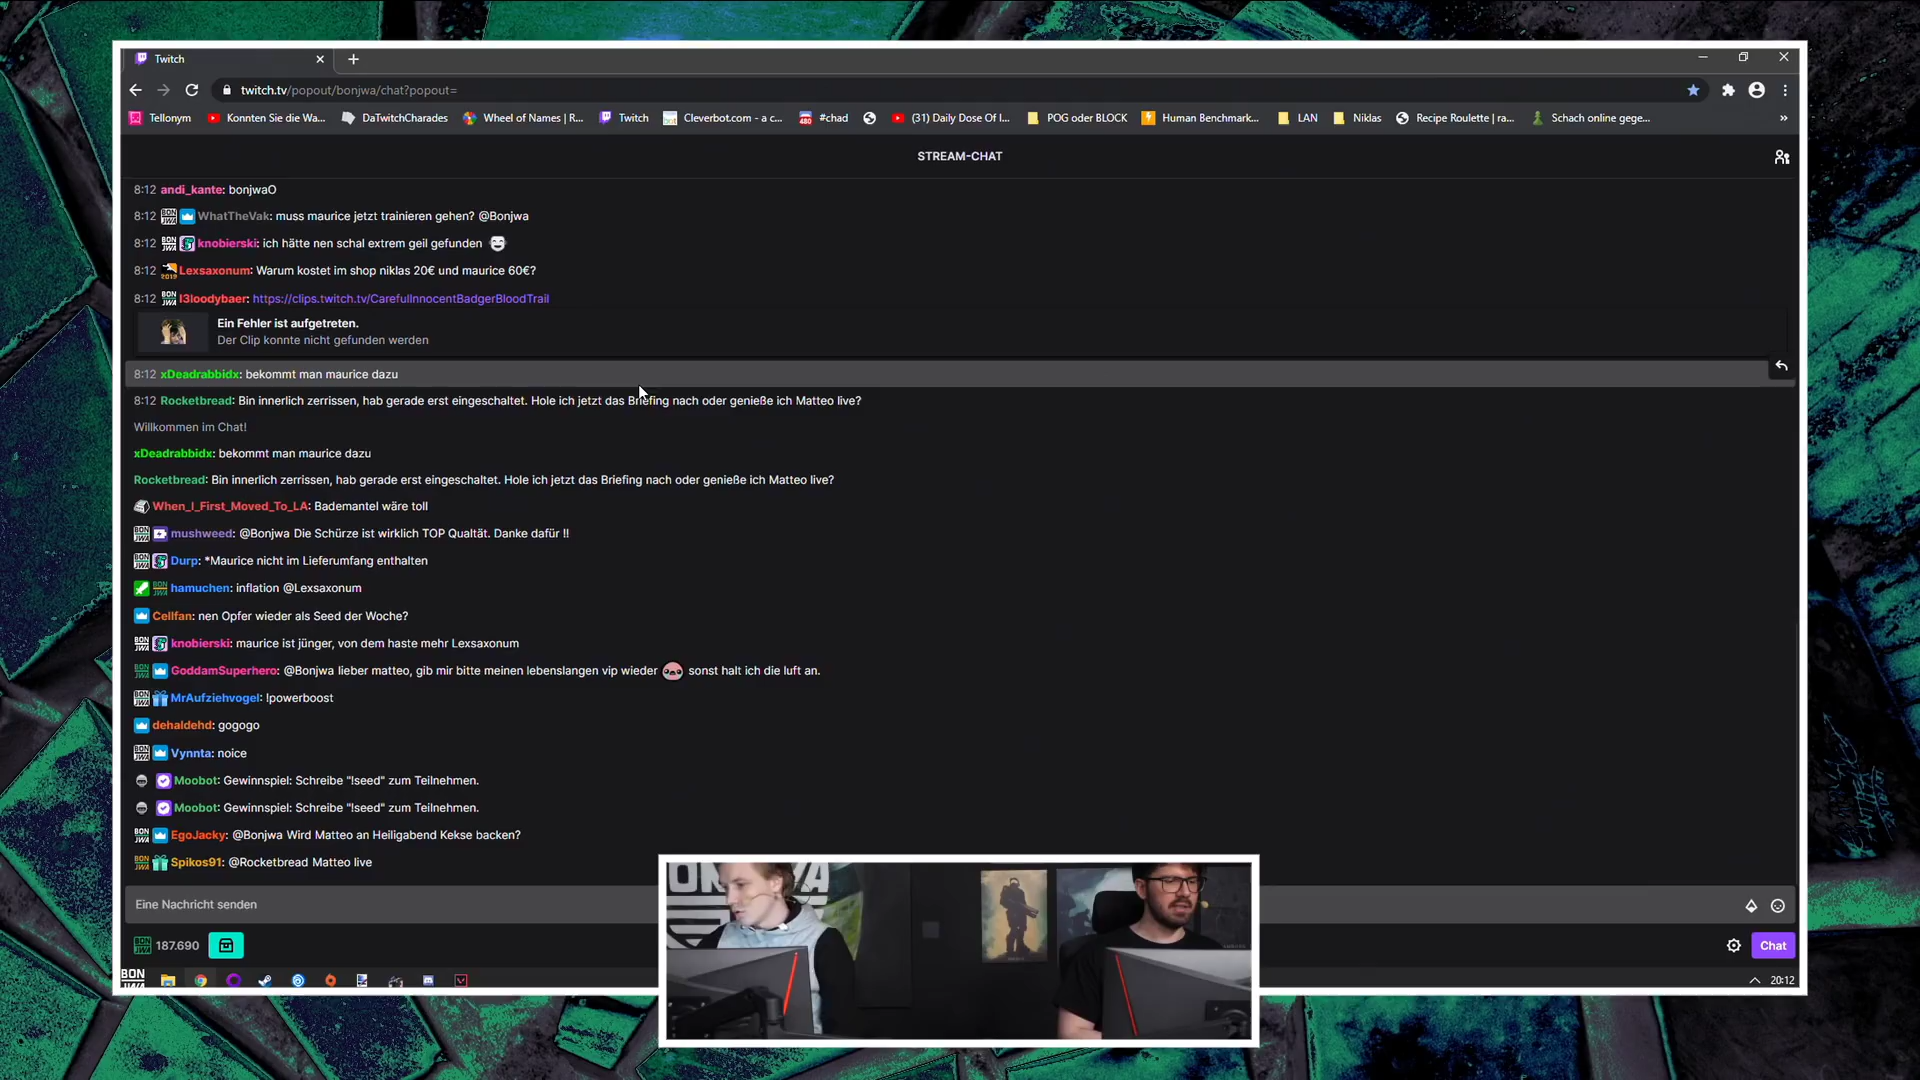 Twitch
twitch.tv/popout/bonjwa/chat?popout=
Tellonym
Konnten Sie die Wa...
DaTwitchCharades
Wheel of Names | R...
Twitch
Cleverbot.com - a c...
#chad
(31) Daily Dose Of I...
POG oder BLOCK
Human Benchmark...
LAN
Niklas
Recipe Roulette | ra...
Schach online gege...
»
STREAM-CHAT
8:12 andi_kante: bonjwaO
8:12 WhatTheVak: muss maurice jetzt trainieren gehen? @Bonjwa
8:12 knobierski: ich hätte nen schal extrem geil gefunden
8:12 Lexsaxonum: Warum kostet im shop niklas 20€ und maurice 60€?
8:12 l3loodybaer: https://clips.twitch.tv/CarefulInnocentBadgerBloodTrail
Ein Fehler ist aufgetreten.
Der Clip konnte nicht gefunden werden
8:12 xDeadrabbidx: bekommt man maurice dazu
8:12 Rocketbread: Bin innerlich zerrissen, hab gerade erst eingeschaltet. Hole ich jetzt das Briefing nach oder genieße ich Matteo live?
Willkommen im Chat!
xDeadrabbidx: bekommt man maurice dazu
Rocketbread: Bin innerlich zerrissen, hab gerade erst eingeschaltet. Hole ich jetzt das Briefing nach oder genieße ich Matteo live?
When_I_First_Moved_To_LA: Bademantel wäre toll
mushweed: @Bonjwa Die Schürze ist wirklich TOP Qualtät. Danke dafür !!
Durp: *Maurice nicht im Lieferumfang enthalten
hamuchen: inflation @Lexsaxonum
Cellfan: nen Opfer wieder als Seed der Woche?
knobierski: maurice ist jünger, von dem haste mehr Lexsaxonum
GoddamSuperhero: @Bonjwa lieber matteo, gib mir bitte meinen lebenslangen vip wieder sonst halt ich die luft an.
MrAufziehvogel: !powerboost
dehaldehd: gogogo
Vynnta: noice
Moobot: Gewinnspiel: Schreibe "!seed" zum Teilnehmen.
Moobot: Gewinnspiel: Schreibe "!seed" zum Teilnehmen.
EgoJacky: @Bonjwa Wird Matteo an Heiligabend Kekse backen?
Spikos91: @Rocketbread Matteo live
Eine Nachricht senden
187.690
Chat
BON
20:12